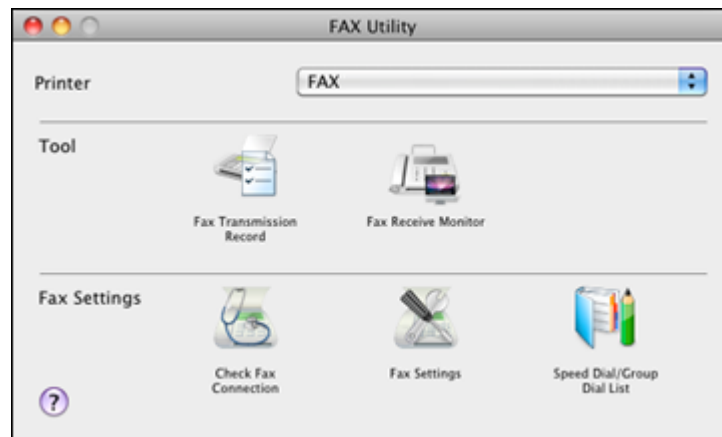 FAX Utility
Printer
FAX
Tool
Fax Transmission
Record
Fax Receive Monitor
Fax Settings
Check Fax
Connection
Fax Settings
Speed Dial/Group
Dial List
?